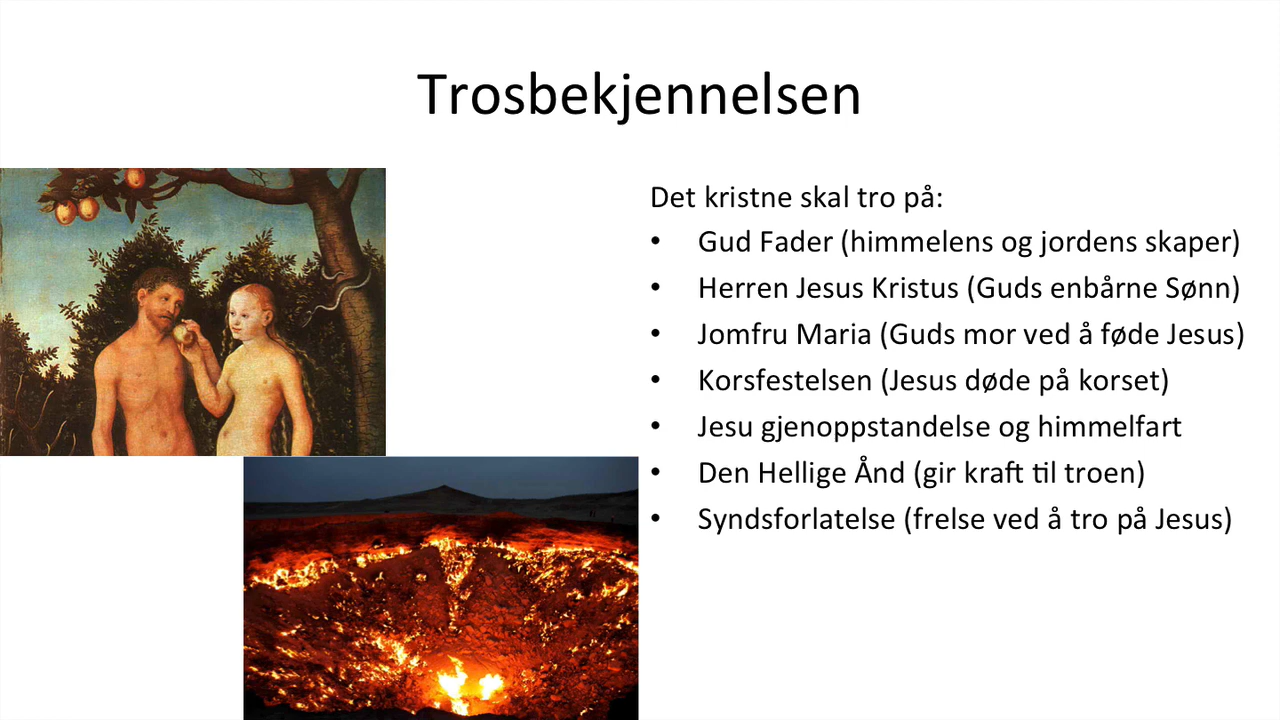 Trosbekjennelsen
Det kristne skal tro på:
• Gud Fader (himmelens og jordens skaper)
• Herren Jesus Kristus (Guds enbårne Sønn)
• Jomfru Maria (Guds mor ved å føde Jesus)
• Korsfestelsen (Jesus døde på korset)
• Jesu gjenoppstandelse og himmelfart
• Den Hellige Ånd (gir kraft til troen)
• Syndsforlatelse (frelse ved å tro på Jesus)